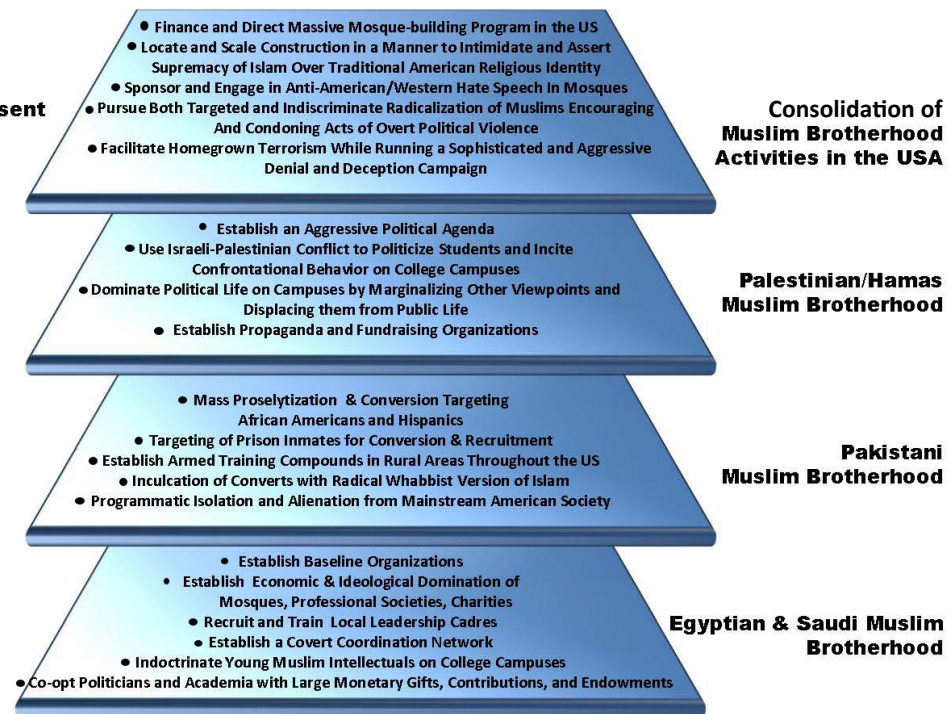 ● Finance and Direct Massive Mosque-building Program in the US
● Locate and Scale Construction in a Manner to Intimidate and Assert
Supremacy of Islam Over Traditional American Religious Identity
● Sponsor and Engage in Anti-American/Western Hate Speech In Mosques
● Pursue Both Targeted and Indiscriminate Radicalization of Muslims Encouraging
And Condoning Acts of Overt Political Violence
● Facilitate Homegrown Terrorism While Running a Sophisticated and Aggressive
Denial and Deception Campaign
sent
Consolidation of
Muslim Brotherhood
Activities in the USA
● Establish an Aggressive Political Agenda
● Use Israeli-Palestinian Conflict to Politicize Students and Incite
Confrontational Behavior on College Campuses
● Dominate Political Life on Campuses by Marginalizing Other Viewpoints and
Displacing them from Public Life
● Establish Propaganda and Fundraising Organizations
Palestinian/Hamas
Muslim Brotherhood
● Mass Proselytization & Conversion Targeting
African Americans and Hispanics
● Targeting of Prison Inmates for Conversion & Recruitment
● Establish Armed Training Compounds in Rural Areas Throughout the US
● Inculcation of Converts with Radical Whabbist Version of Islam
● Programmatic Isolation and Alienation from Mainstream American Society
Pakistani
Muslim Brotherhood
● Establish Baseline Organizations
● Establish Economic & Ideological Domination of
Mosques, Professional Societies, Charities
● Recruit and Train Local Leadership Cadres
● Establish a Covert Coordination Network
● Indoctrinate Young Muslim Intellectuals on College Campuses
● Co-opt Politicians and Academia with Large Monetary Gifts, Contributions, and Endowments
Egyptian & Saudi Muslim
Brotherhood